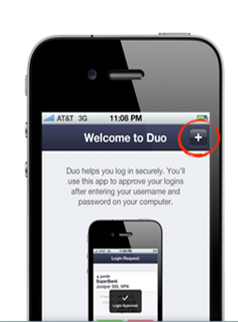 AT&T 3G 11:08 PM
Welcome to Duo +
Duo helps you log in securely. You'll
use this app to approve your logins
after entering your username and
password on your computer.
Login Request
SuperBank
Juniper SSL VPN
Login Approved